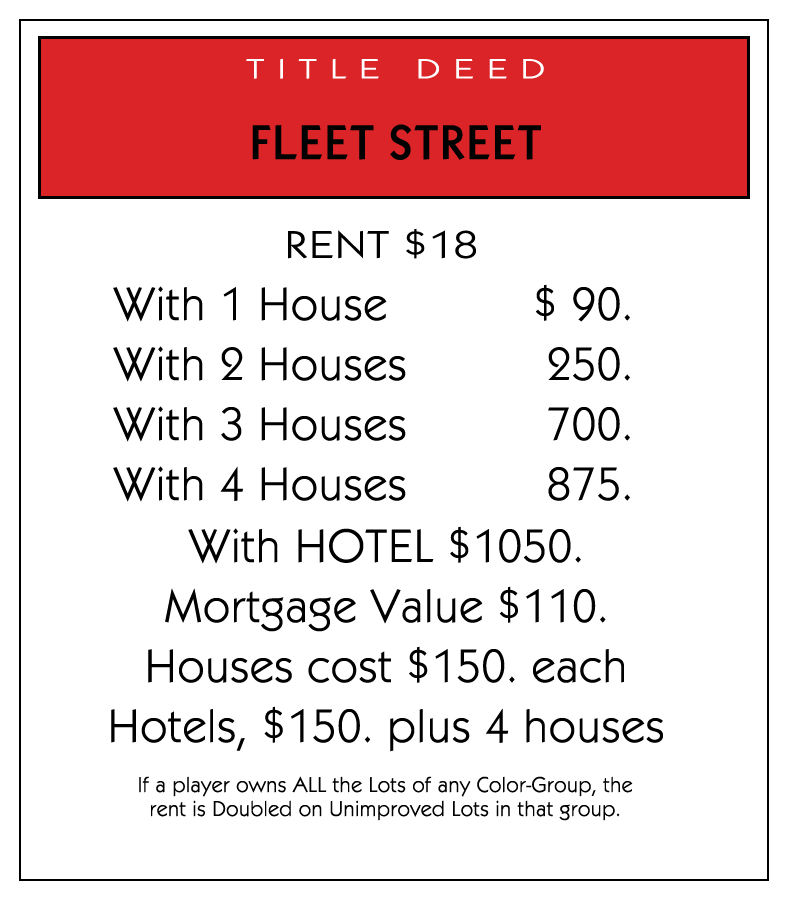 TITLE DEED
FLEET STREET
RENT $18
With 1 House $ 90.
With 2 Houses 250.
With 3 Houses 700.
With 4 Houses 875.
With HOTEL $1050.
Mortgage Value $110.
Houses cost $150. each
Hotels, $150. plus 4 houses
If a player owns ALL the Lots of any Color-Group, the
rent is Doubled on Unimproved Lots in that group.